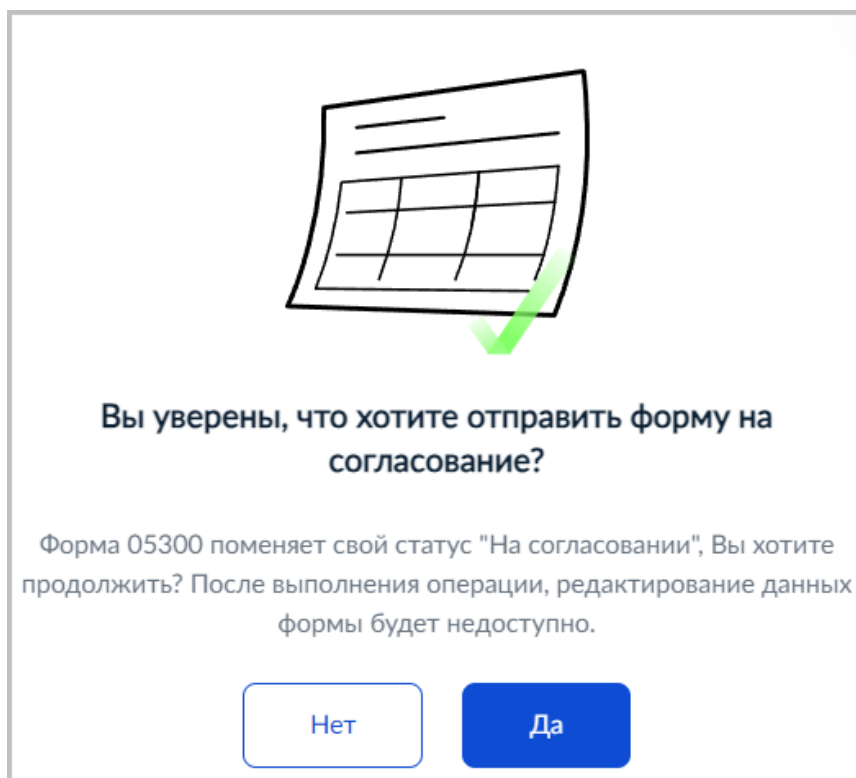 Вы уверены, что хотите отправить форму на
согласование?
Форма 05300 поменяет свой статус "На согласовании", Вы хотите
продолжить? После выполнения операции, редактирование данных
формы будет недоступно.
Нет
Да